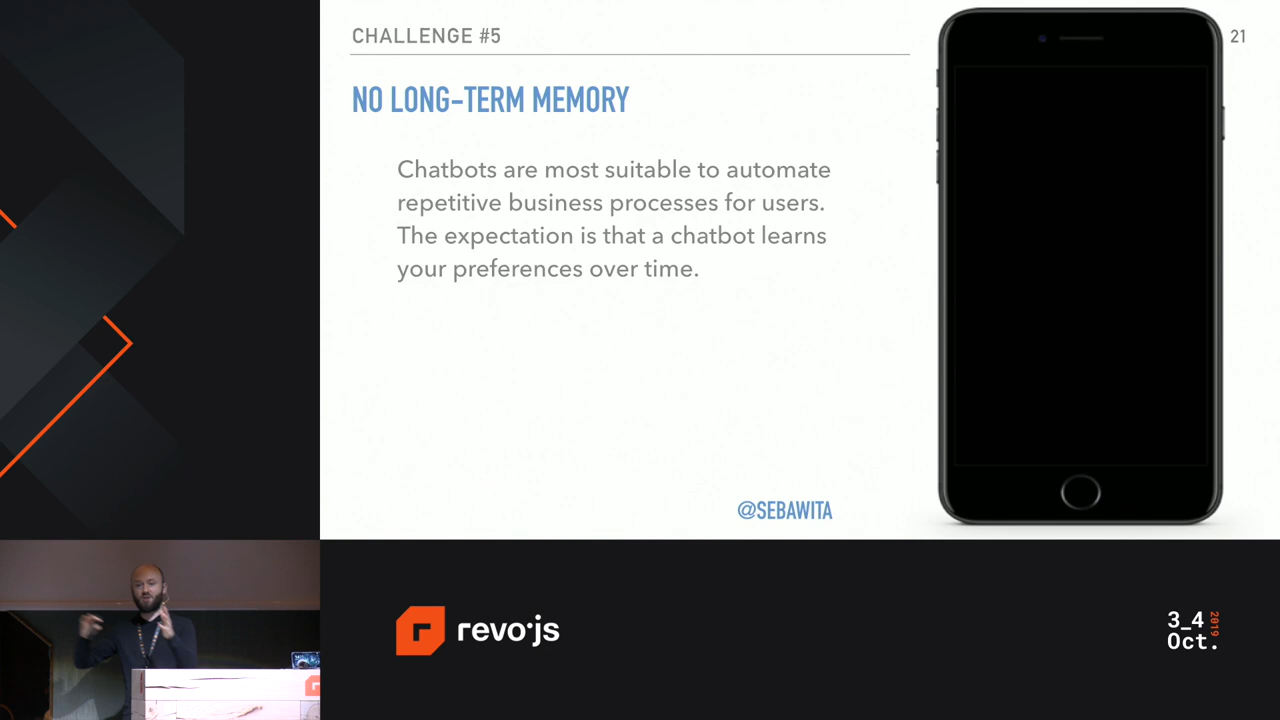 CHALLENGE #5
21
NO LONG-TERM MEMORY
Chatbots are most suitable to automate
repetitive business processes for users.
The expectation is that a chatbot learns
your preferences over time.
@SEBAWITA
r revo·js
3_4 2019
Oct.